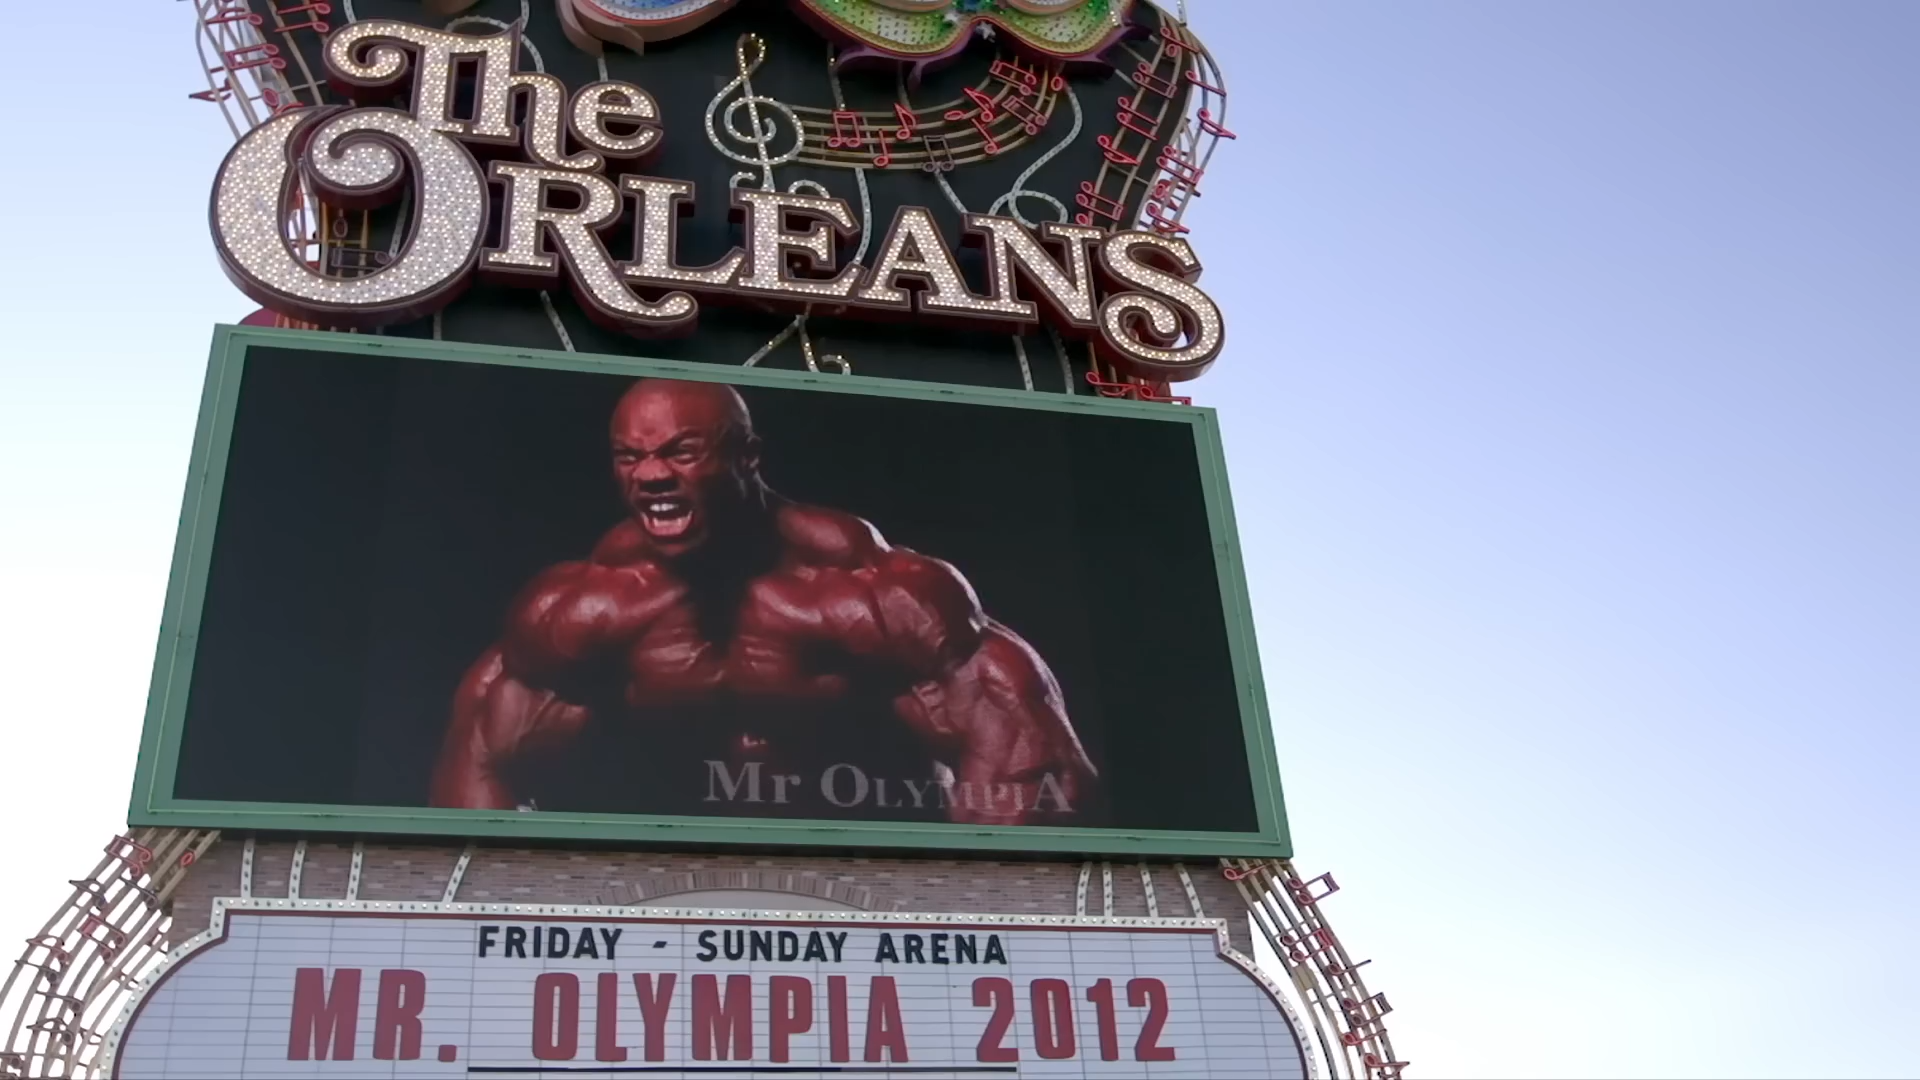 The
ORLEANS
Mr OLYMPIA
FRIDAY - SUNDAY ARENA
MR. OLYMPIA 2012